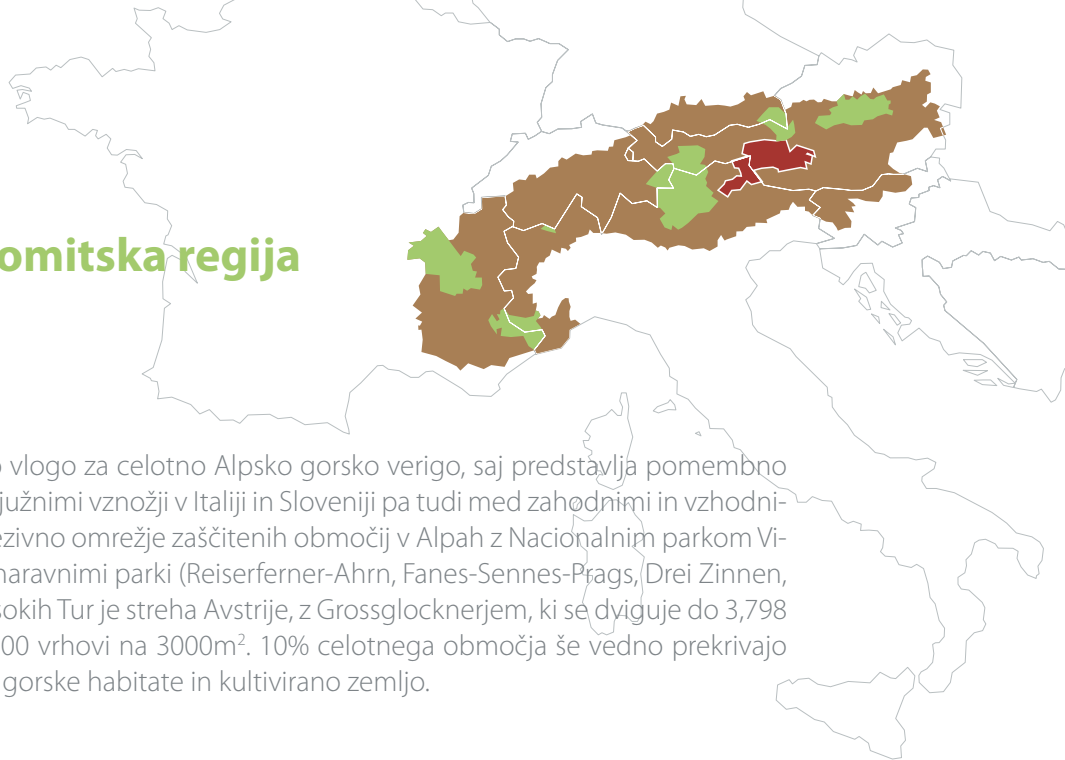 omitska regija
vlogo za celotno Alpsko gorsko verigo, saj predstavlja pomembno
južnimi vznožji v Italiji in Sloveniji pa tudi med zahodnimi in vzhodni-
ezivno omrežje zaščitenih območij v Alpah z Nacionalnim parkom Vi-
naravnimi parki (Reiserferner-Ahrn, Fanes-Sennes-Prags, Drei Zinnen,
sokih Tur je streha Avstrije, z Grossglocknerjem, ki se dviguje do 3,798
00 vrhovi na 3000m². 10% celotnega območja še vedno prekrivajo
gorske habitate in kultivirano zemljo.